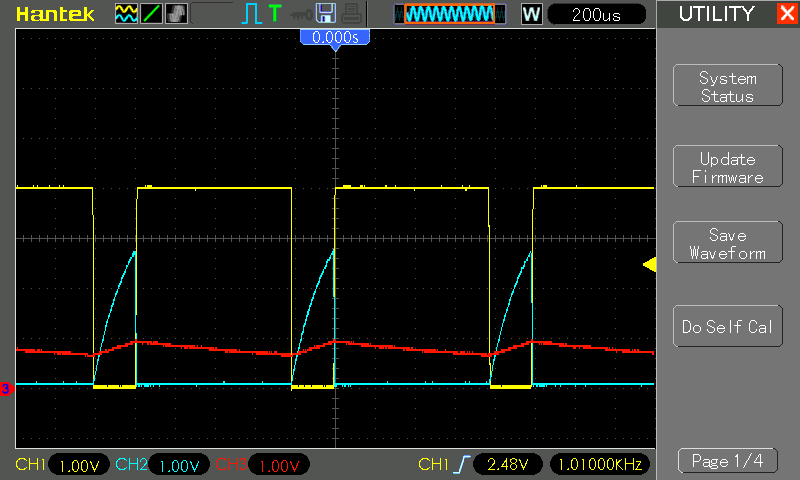 Hantek
T
W
200us
UTILITY
0.000s
System
Status
Update
Firmware
Save
Waveform
Do Self Cal
3
CH1 1.00V CH2 1.00V CH3 1.00V CH1 2.48V 1.01000KHz
Page 1/4